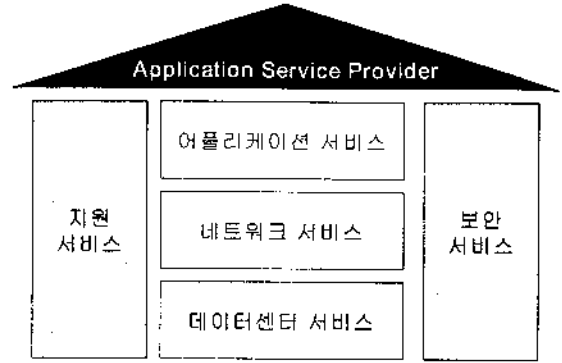 Application Service Provider
어플리케이션 서비스
지원
서비스
네트워크 서비스
보안
서비스
데이터센터 서비스